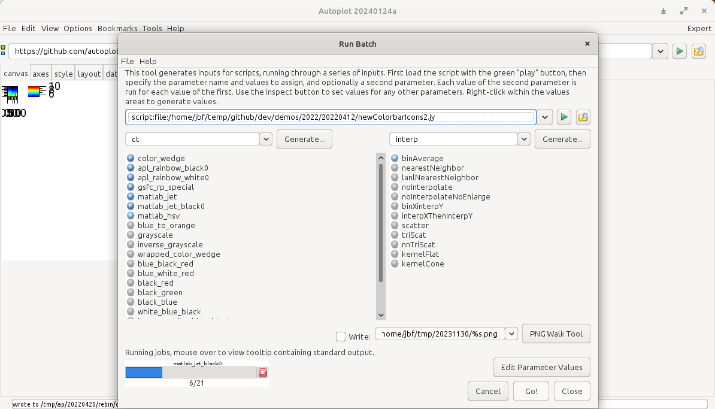 Autoplot 20240124a
File Edit View Options Bookmarks Tools Help
Expert
https://github.com/autoplo
canvas axes style layout dat
Run Batch
File Help
This tool generates inputs for scripts, running through a series of inputs. First load the script with the green "play" button, then
specify the parameter name and values to assign, and optionally a second parameter. Each value of the second parameter is
run for each value of the first. Use the inspect button to set values for any other parameters. Right-click within the values
areas to generate values.
script:file:/home/jbf/temp/github/dev/demos/2022/20220412/newColorbarIcons2.jy
ct
Generate..
interp
Generate..
color_wedge
apl_rainbow_black0
apl_rainbow_white0
gsfc_rp_special
matlab_jet
matlab_jet_black0
matlab_hsv
blue_to_orange
grayscale
inverse_grayscale
wrapped_color_wedge
blue_black_red
blue_white_red
black_red
black_green
black_blue
white_blue_black
binAverage
nearestNeighbor
lanlNearestNeighbor
noInterpolate
noInterpolateNoEnlarge
binXinterpY
interpXThenInterpY
scatter
triScat
nnTriScat
kernelFlat
kernelCone
Write:
home/jbf/tmp/20231130/%s.png
PNG Walk Tool
Running jobs, mouse over to view tooltip containing standard output.
matlab_jet_black0
6/21
Edit Parameter Values
Cancel
Go!
Close
wrote to /tmp/ap/20220420/rebin/c